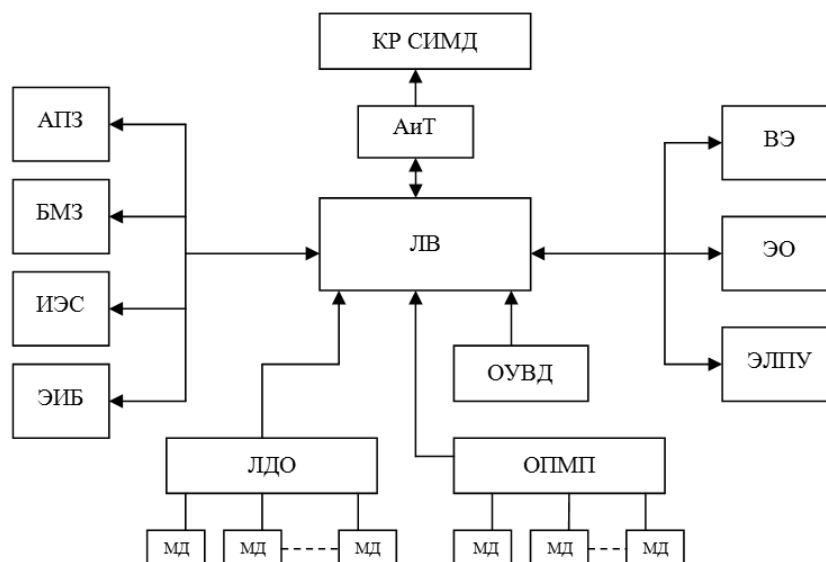 КР СИМД
АПЗ
АиТ
ВЭ
БМЗ
ЛВ
ЭО
ИЭС
ЭЛПУ
ОУВД
ЭИБ
ЛДО
ОПМП
МД
МД
МД
МД
МД
МД